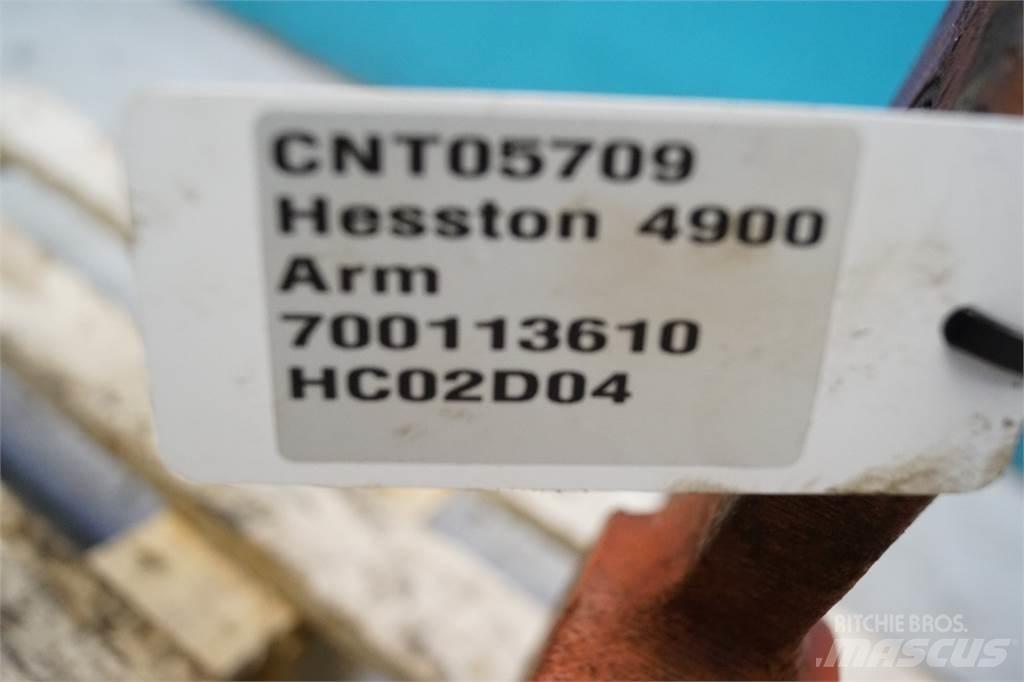 CNT05709
Hesston 4900
Arm
700113610
HC02D04
RITCHIE BROS.
MASCUS